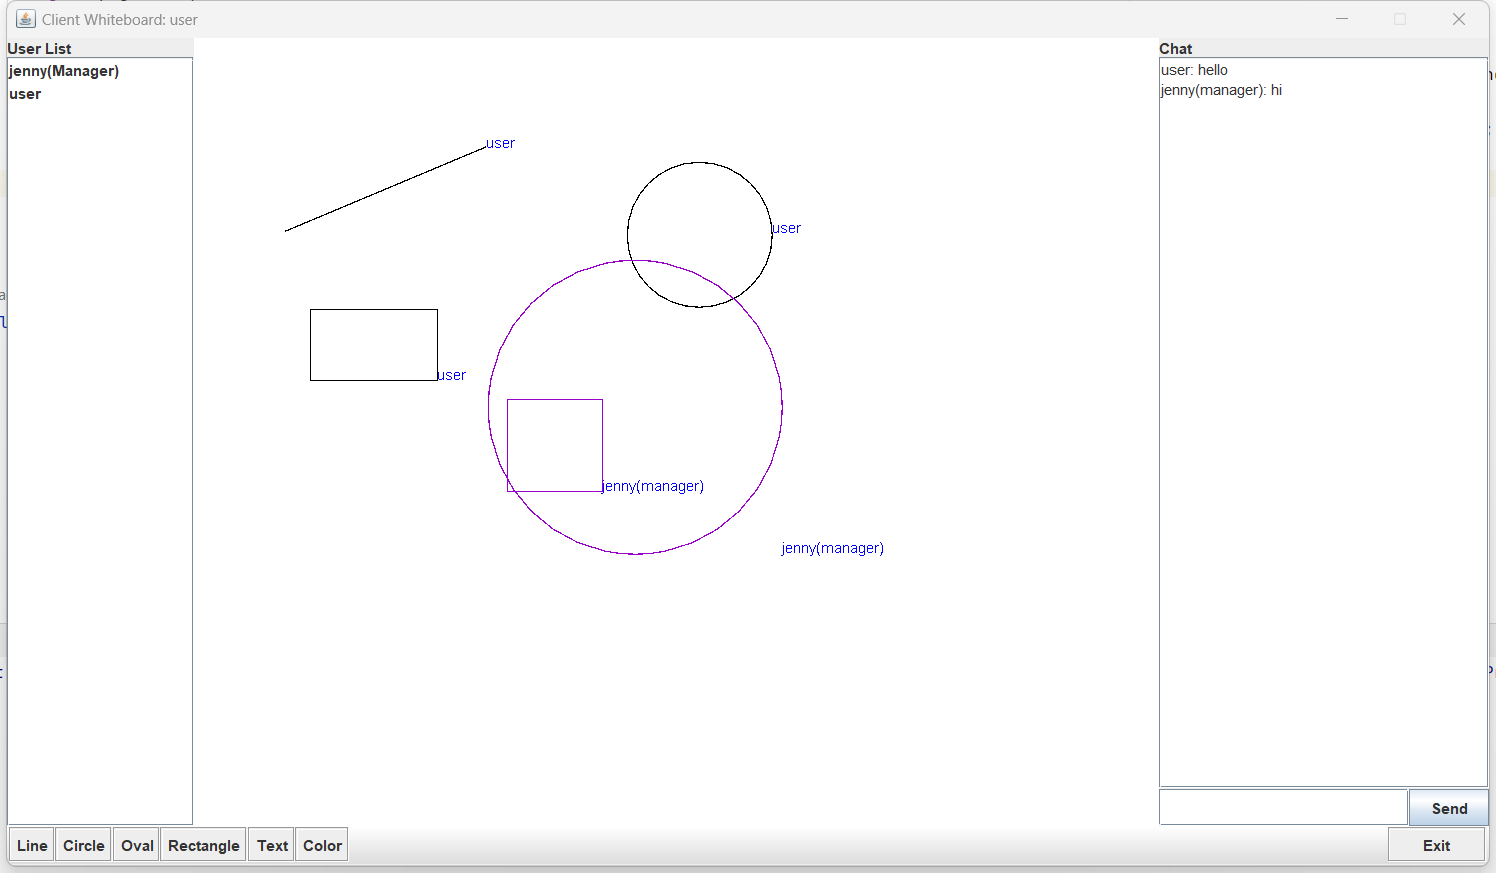 Client Whiteboard: user
User List
jenny(Manager)
user
user
user
user
jenny(manager)
jenny(manager)
Chat
user: hello
jenny(manager): hi
Send
Line
Circle
Oval
Rectangle
Text
Color
Exit